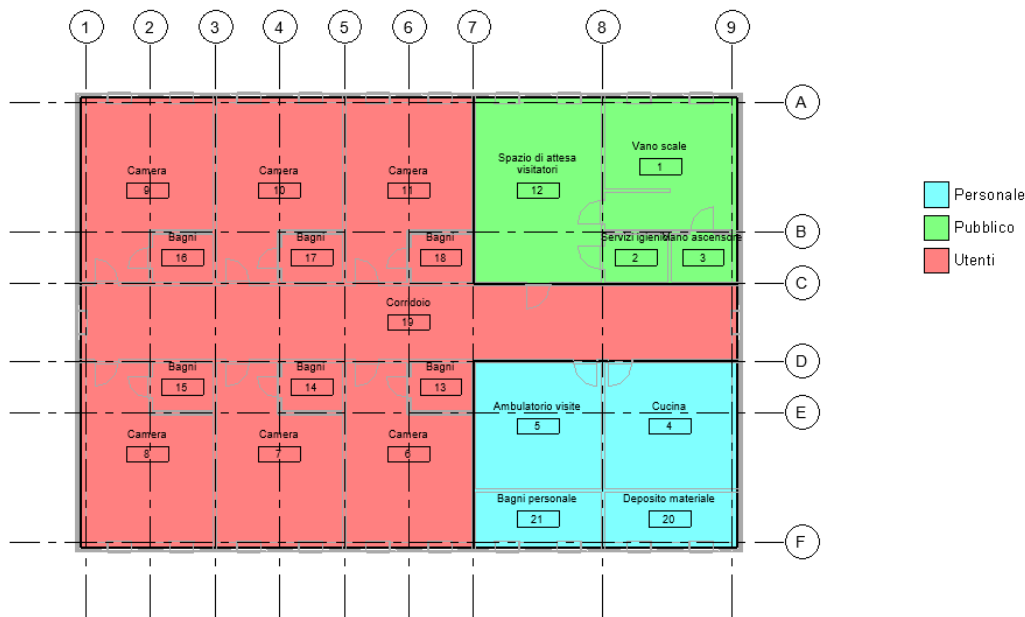 1 2 3 4 5 6 7 8 9
A
Vano scale
1
Spazio di attesa
visitatori
12
Camera
9
Camera
10
Camera
11
Personale
Pubblico
Utenti
B
Bagni
16
Bagni
17
Bagni
18
Servizi igienici
2
Vano ascensore
3
C
Corridoio
19
D
Bagni
15
Bagni
14
Bagni
13
E
Ambulatorio visite
5
Cucina
4
Camera
8
Camera
7
Camera
6
Bagni personale
21
Deposito materiale
20
F